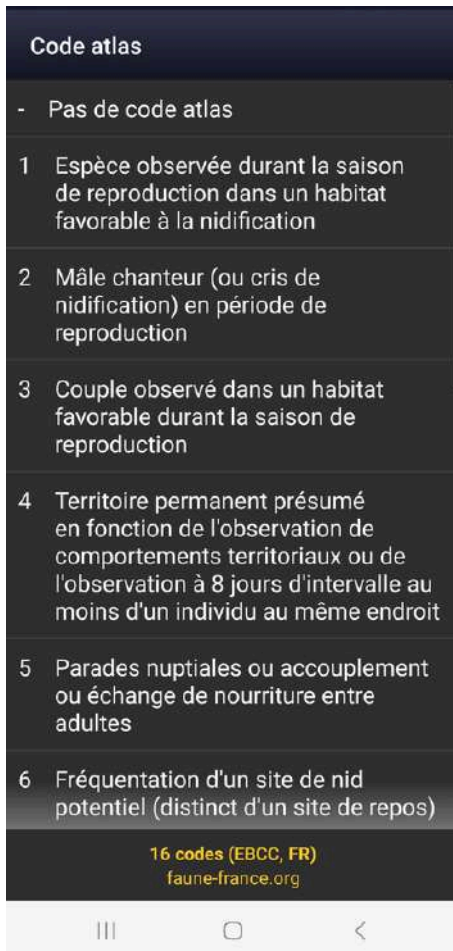 Code atlas
- Pas de code atlas
1 Espèce observée durant la saison
de reproduction dans un habitat
favorable à la nidification
2 Mâle chanteur (ou cris de
nidification) en période de
reproduction
3 Couple observé dans un habitat
favorable durant la saison de
reproduction
4 Territoire permanent présumé
en fonction de l'observation de
comportements territoriaux ou de
l'observation à 8 jours d'intervalle au
moins d'un individu au même endroit
5 Parades nuptiales ou accouplement
ou échange de nourriture entre
adultes
6 Fréquentation d'un site de nid
potentiel (distinct d'un site de repos)
16 codes (EBCC, FR)
faune-france.org